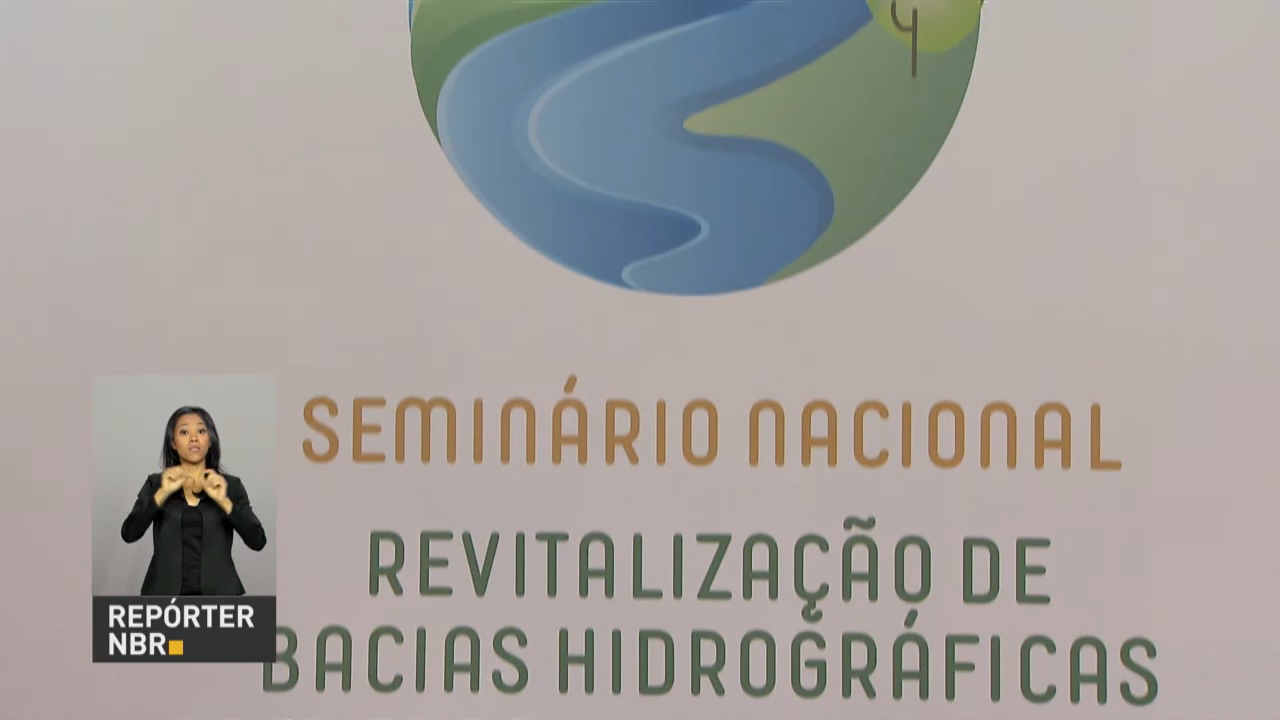 SEMINÁRIO NACIONAL
REVITALIZAÇÃO DE
BACIAS HIDROGRÁFICAS
REPÓRTER
NBR